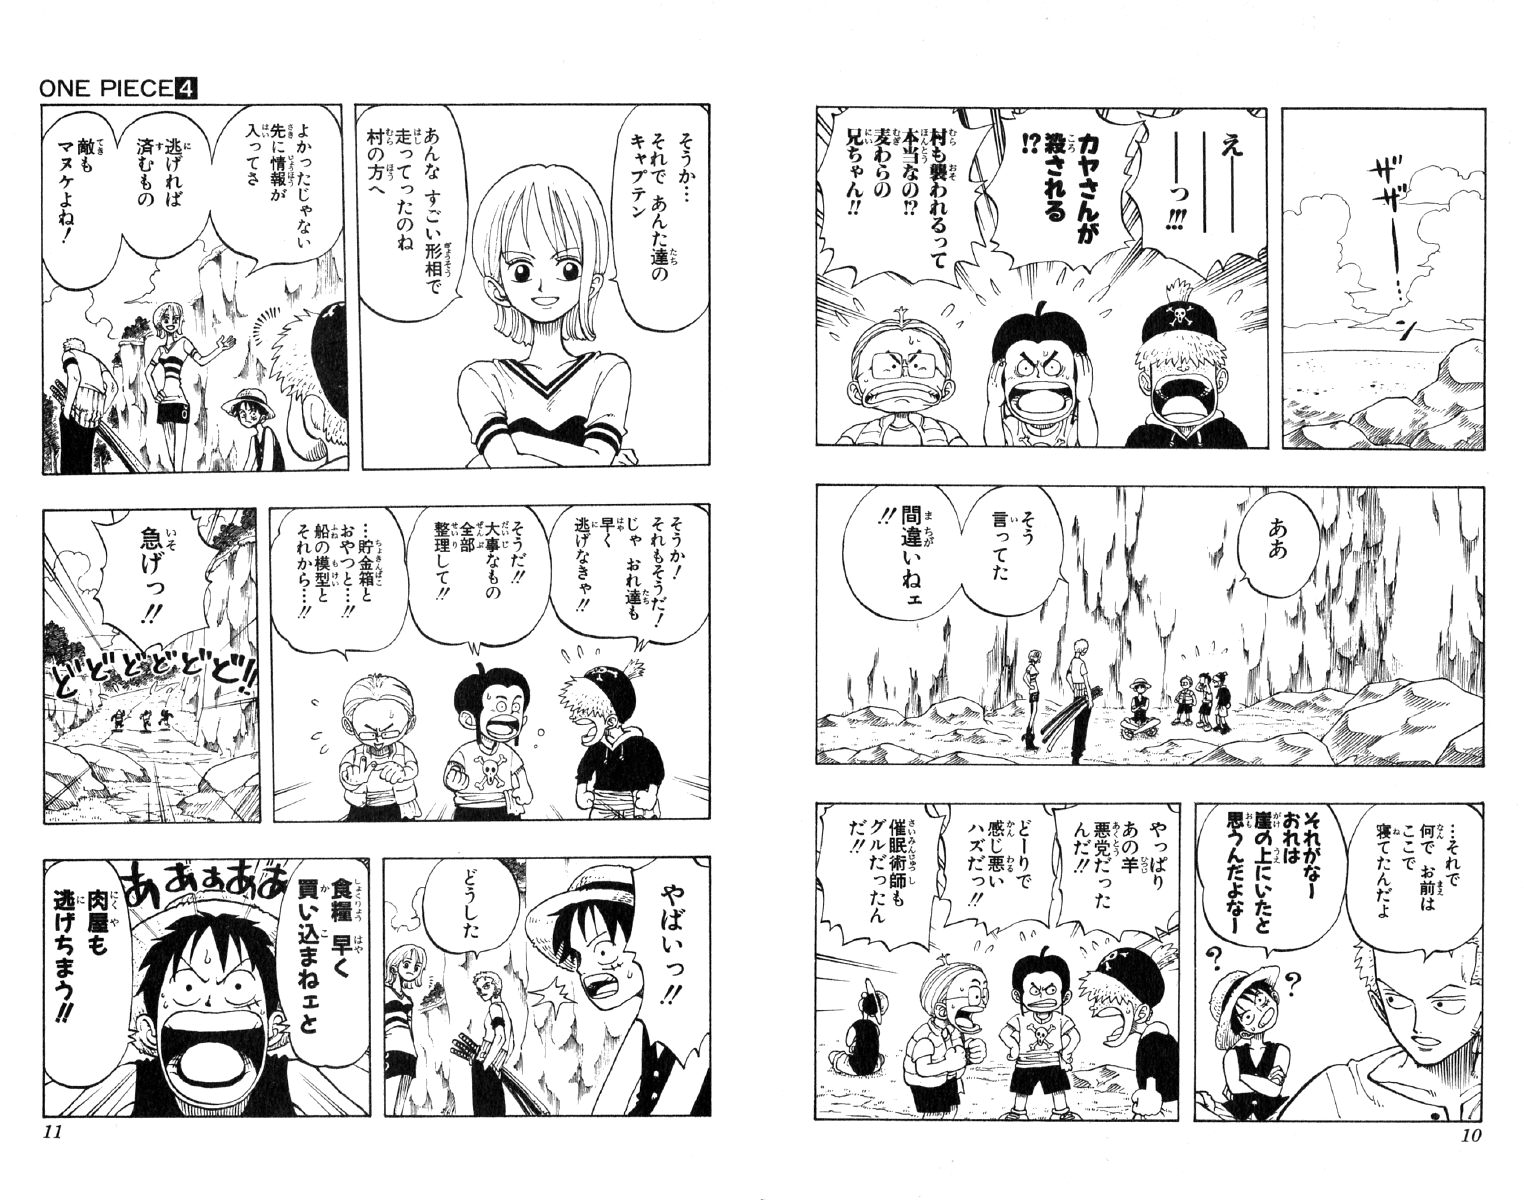 ザザーーン
え
ーーーっ!!!
カヤさんが
殺される
!?
村も襲われるって
本当なの!?
麦わらの
兄ちゃん!!
ああ
そう
言ってた
間違いねェ
!!
…それで
何で お前は
ここで
寝てたんだよ
それがなー
おれは
崖の上にいたと
思うんだよなー
?
?
やっぱり
あの羊
悪党だった
んだ!!
どーりで
感じ悪い
ハズだっ!!
催眠術師も
グルだったん
だ!!
10
ONE PIECE 4
そうか…
それで あんた達の
キャプテン
あんな すごい形相で
走ってったのね
村の方へ
よかったじゃない
先に情報が
入ってさ
逃げれば
済むもの
敵も
マヌケよね!
そうか!
それもそうだ!
じゃ おれ達も
早く
逃げなきゃ!!
そうだ!!
大事なもの
全部
整理して!!
…貯金箱と
おやつと…!!
船の模型と
それから…!!
急げっ!!
どどどどどど!!
やばいっ!!
どうした
食糧 早く
買い込まねェと
肉屋も
逃げちまう!!
あああああ
11